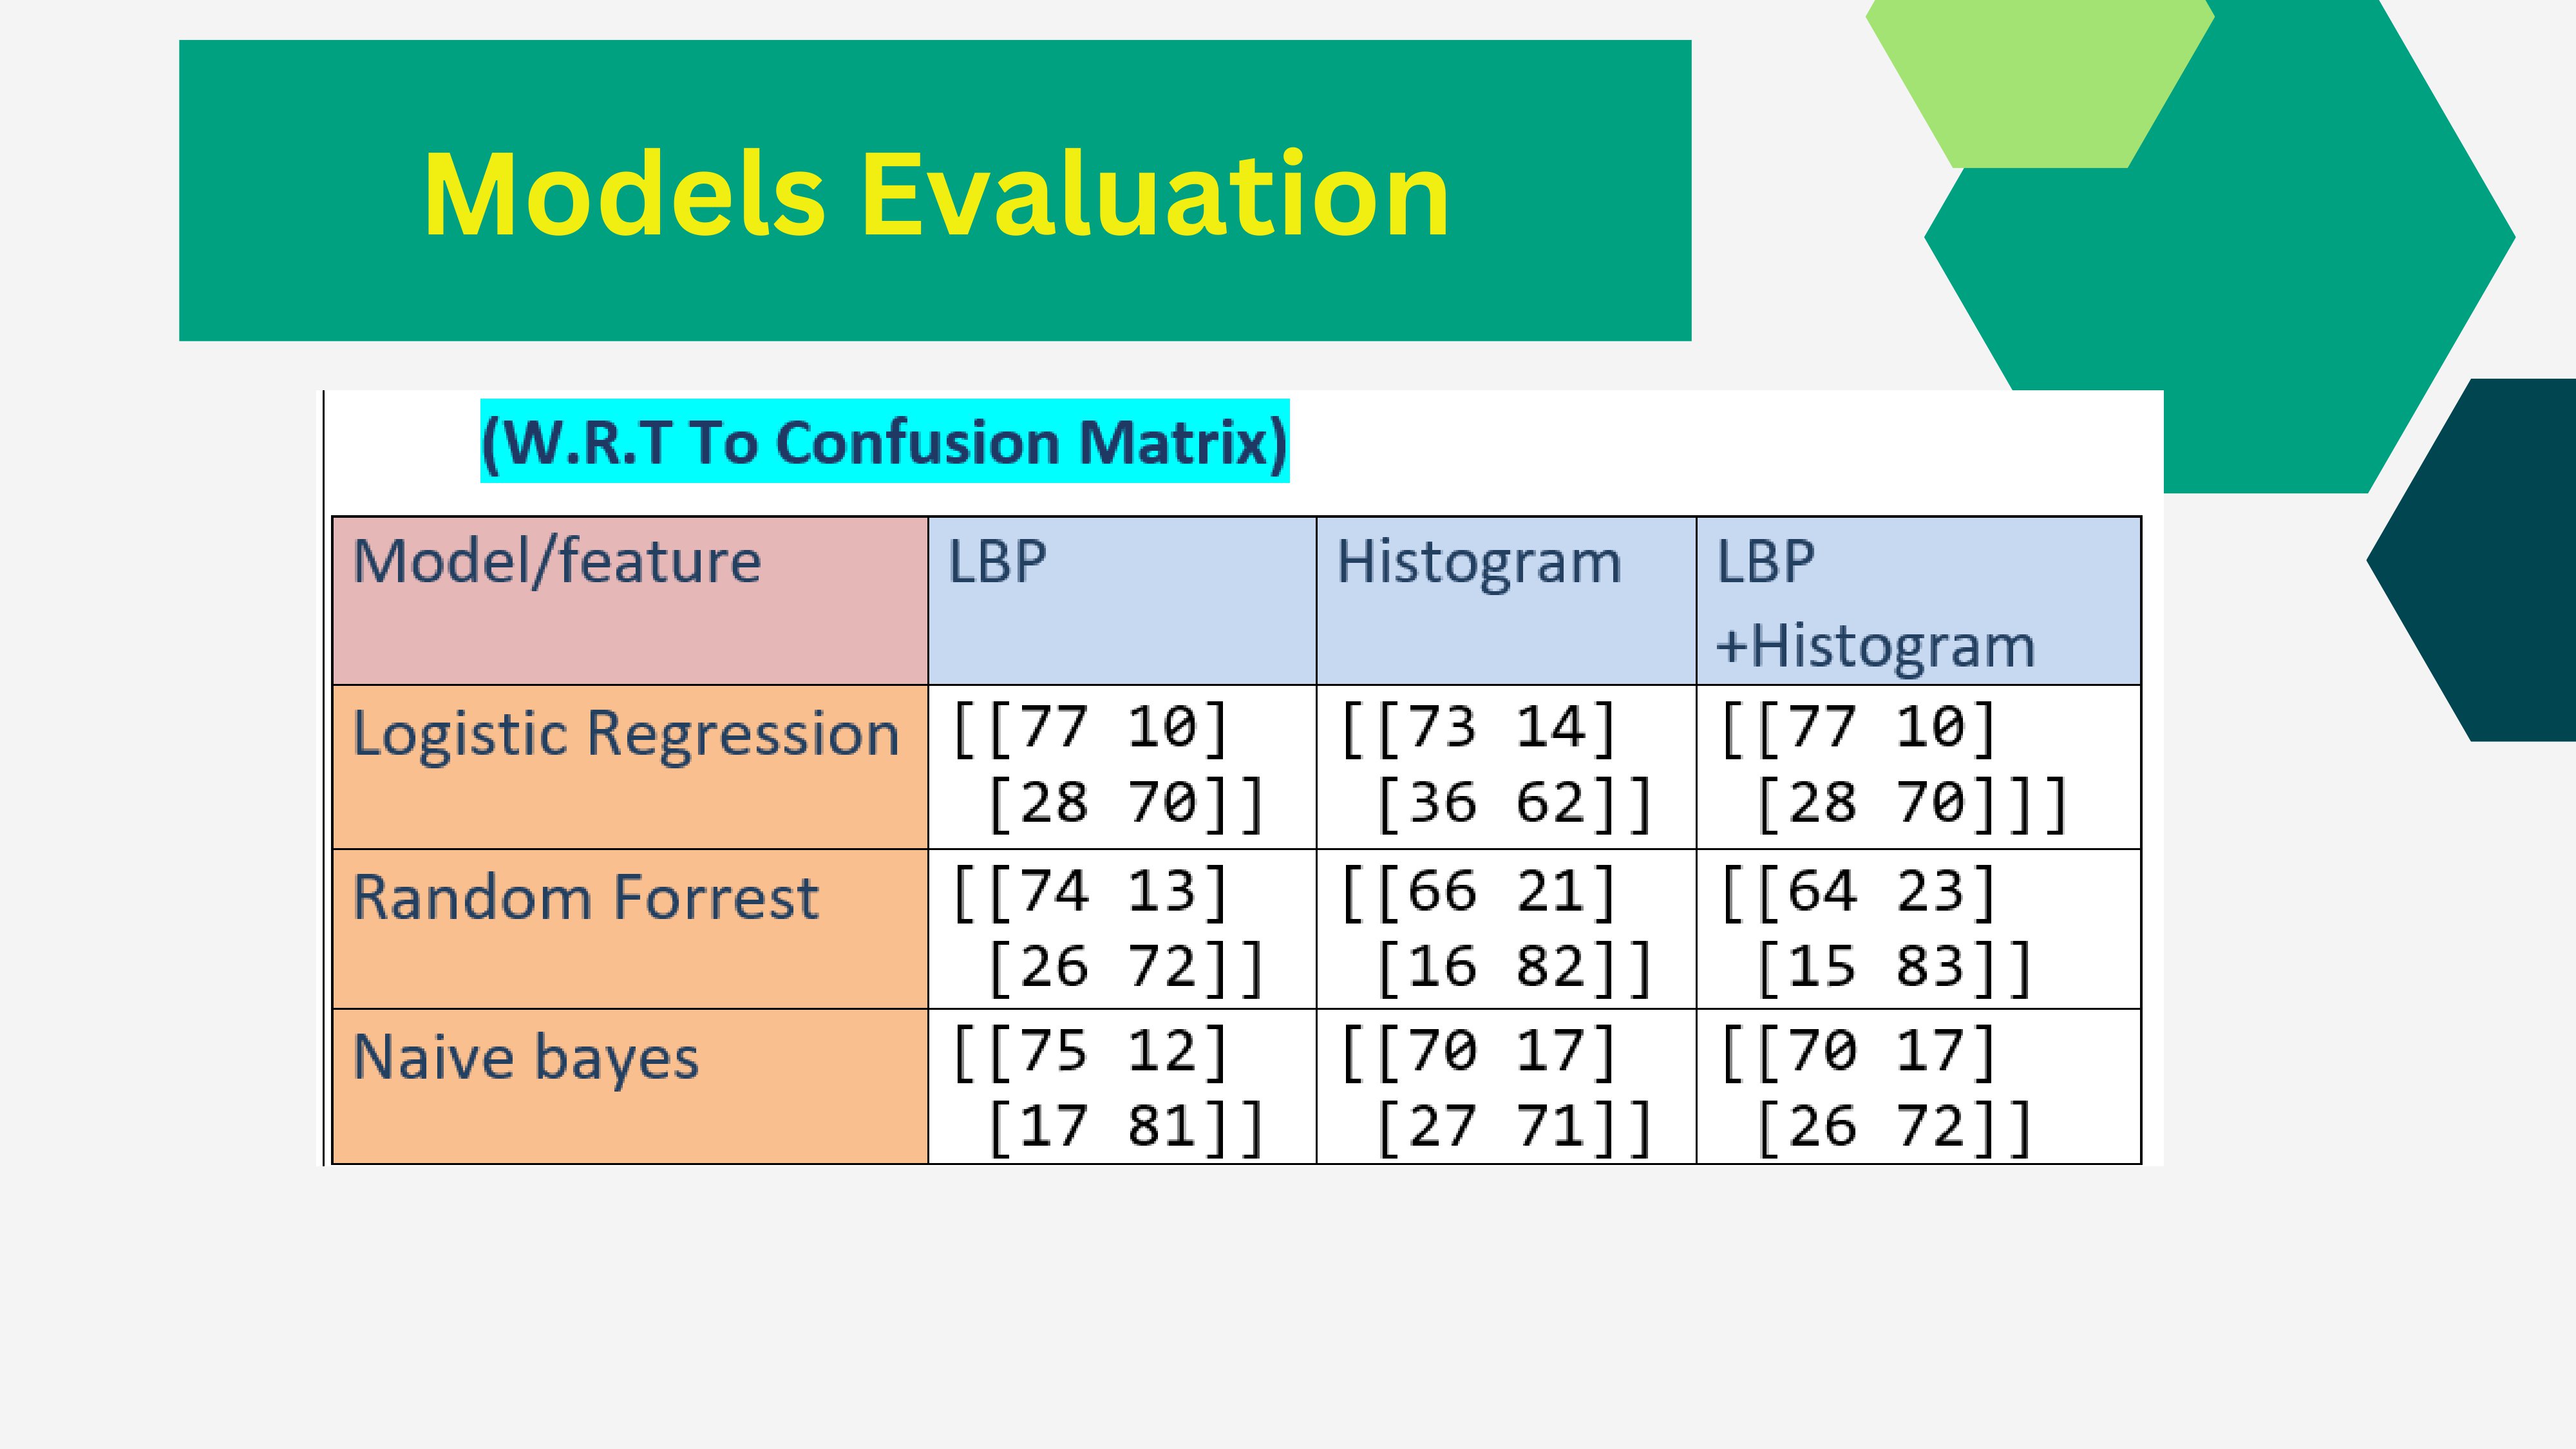 Models Evaluation
(W.R.T To Confusion Matrix)
Model/feature LBP Histogram LBP
+Histogram
Logistic Regression [[77 10] [[73 14] [[77 10]
[28 70]] [36 62]] [28 70]]]
Random Forrest [[74 13] [[66 21] [[64 23]
[26 72]] [16 82]] [15 83]]
Naive bayes [[75 12] [[70 17] [[70 17]
[17 81]] [27 71]] [26 72]]